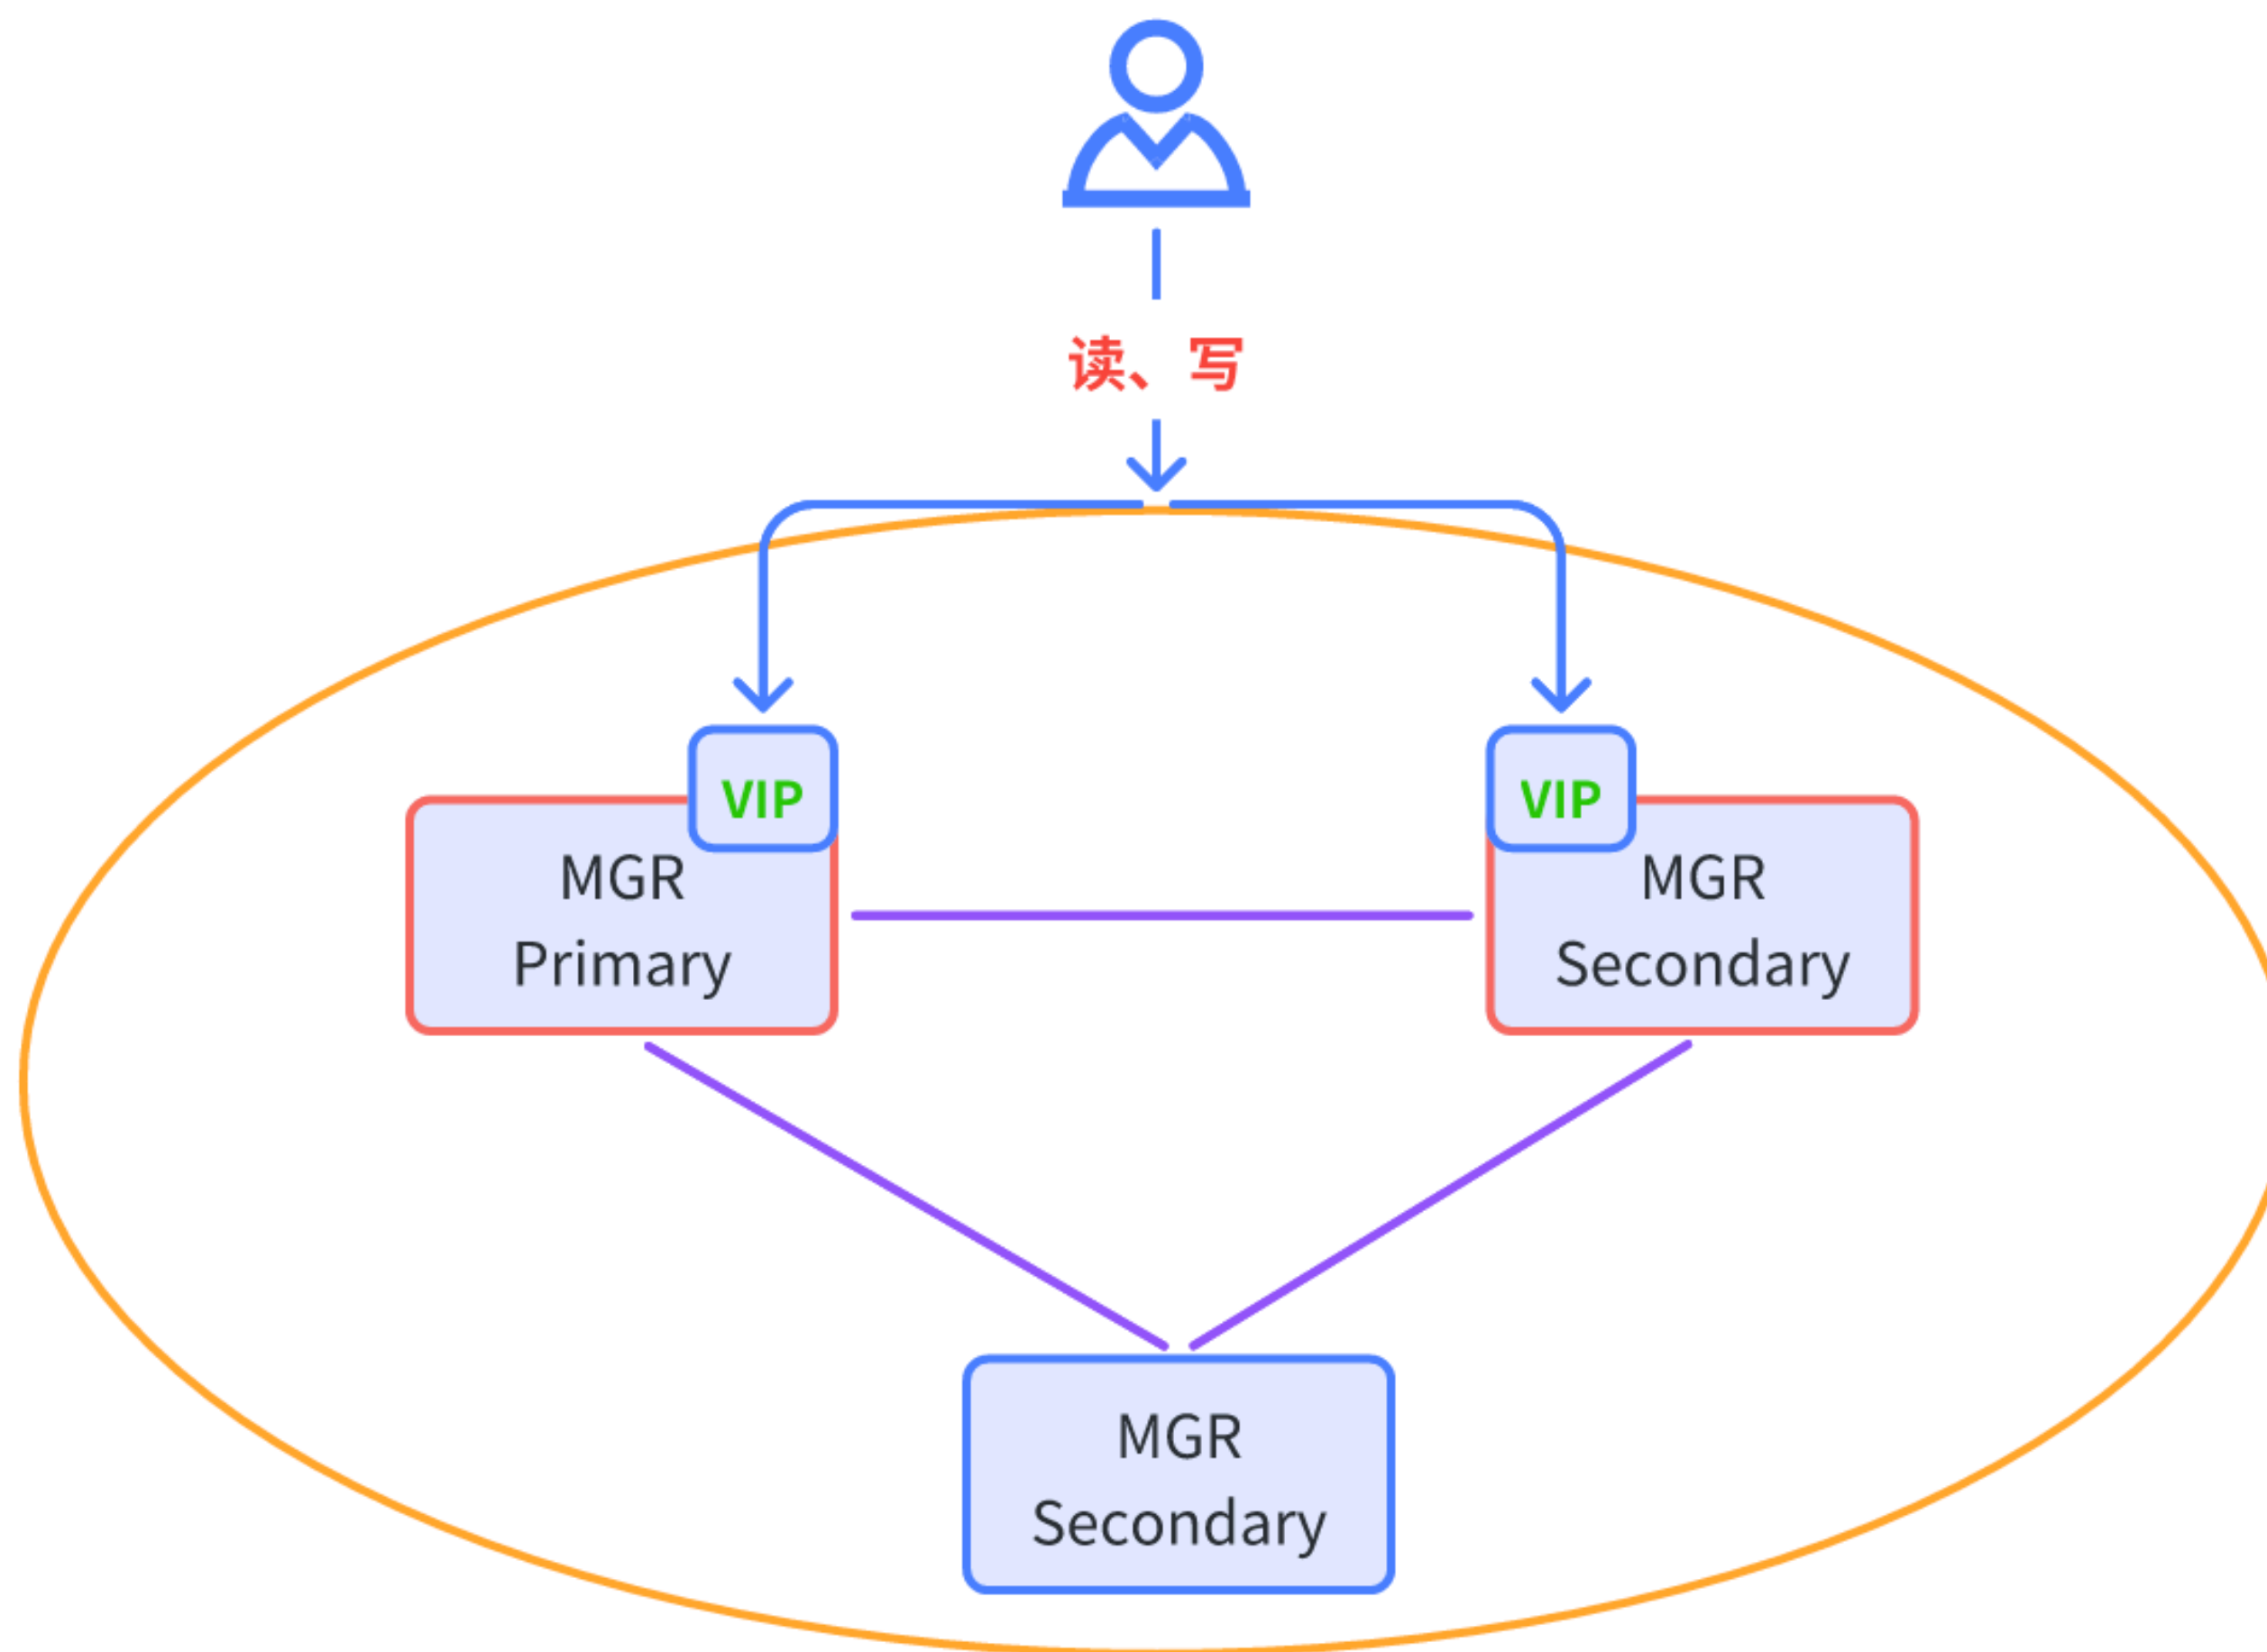 读、写
VIP
VIP
MGR
Primary
MGR
Secondary
MGR
Secondary